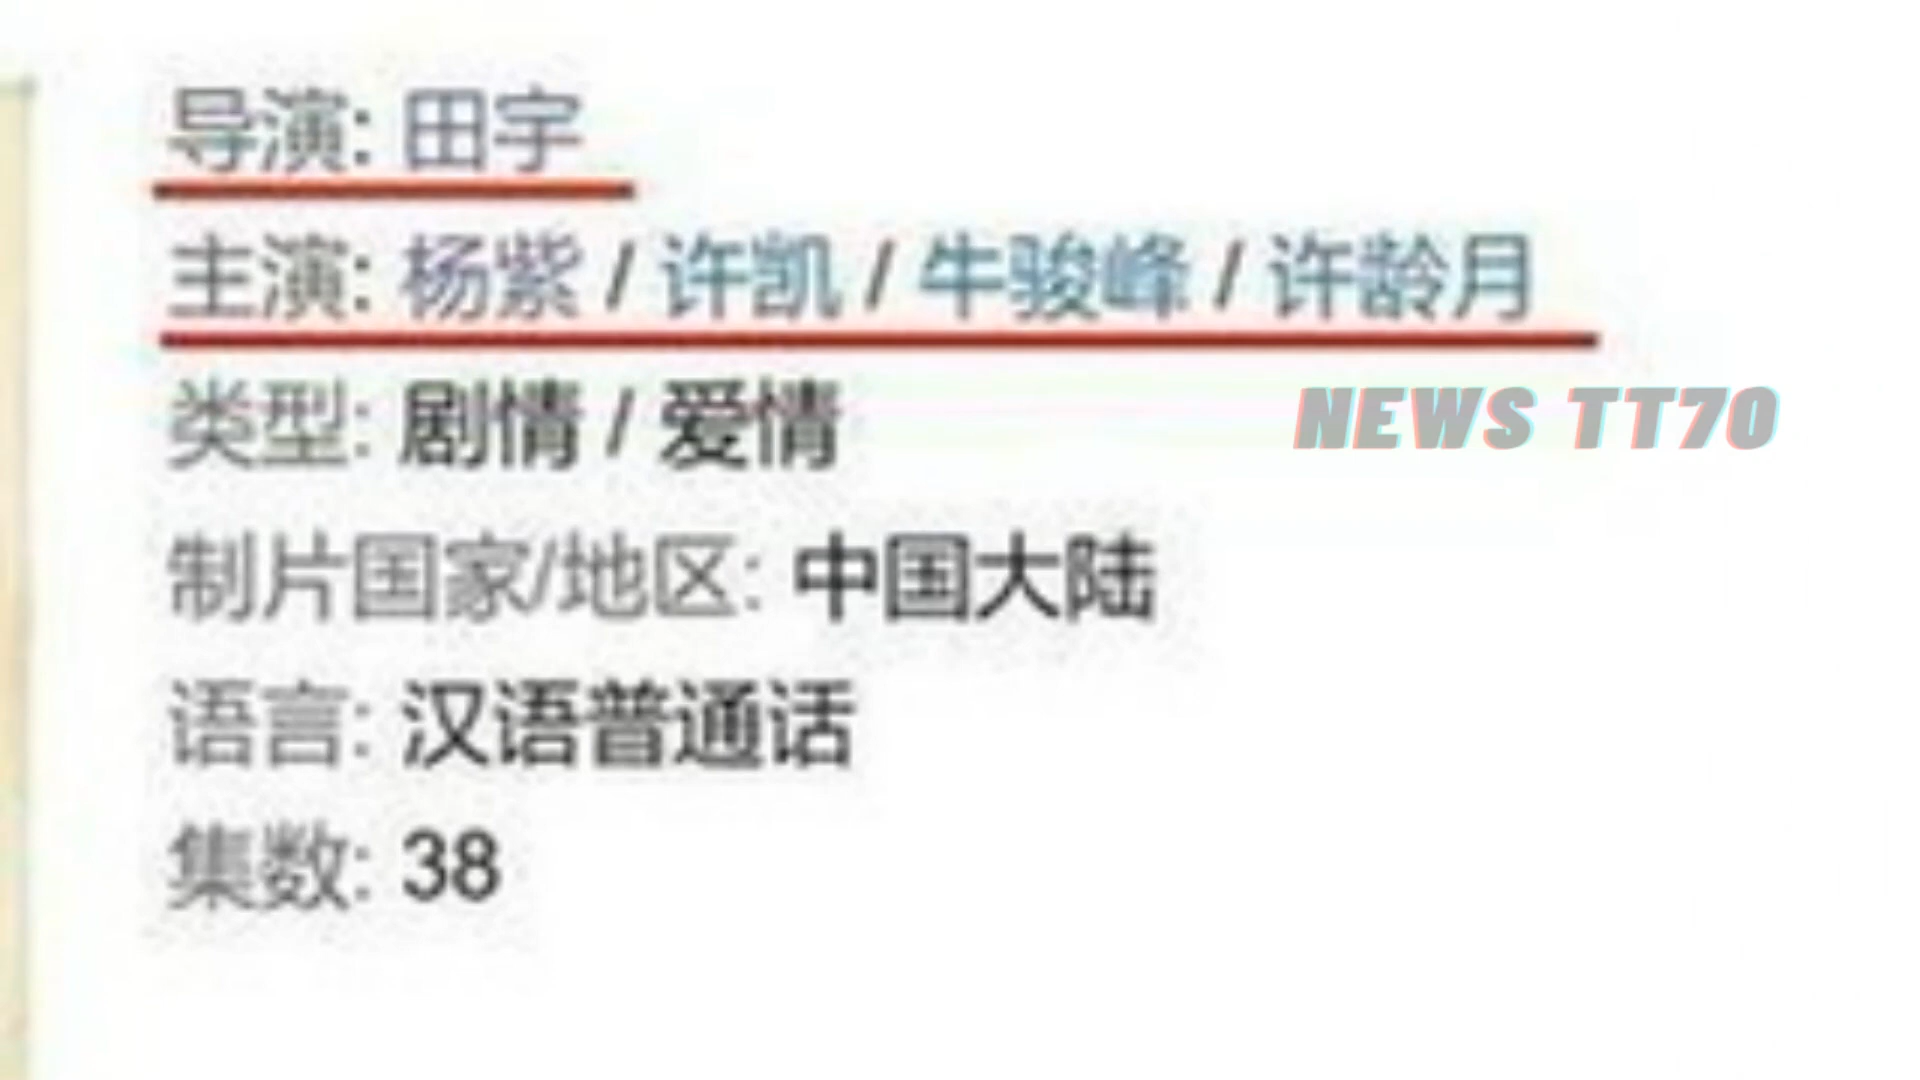 导演: 田宇
主演: 杨紫 / 许凯 / 牛骏峰 / 许龄月
类型: 剧情 / 爱情
NEWS TT70
制片国家/地区: 中国大陆
语言: 汉语普通话
集数: 38